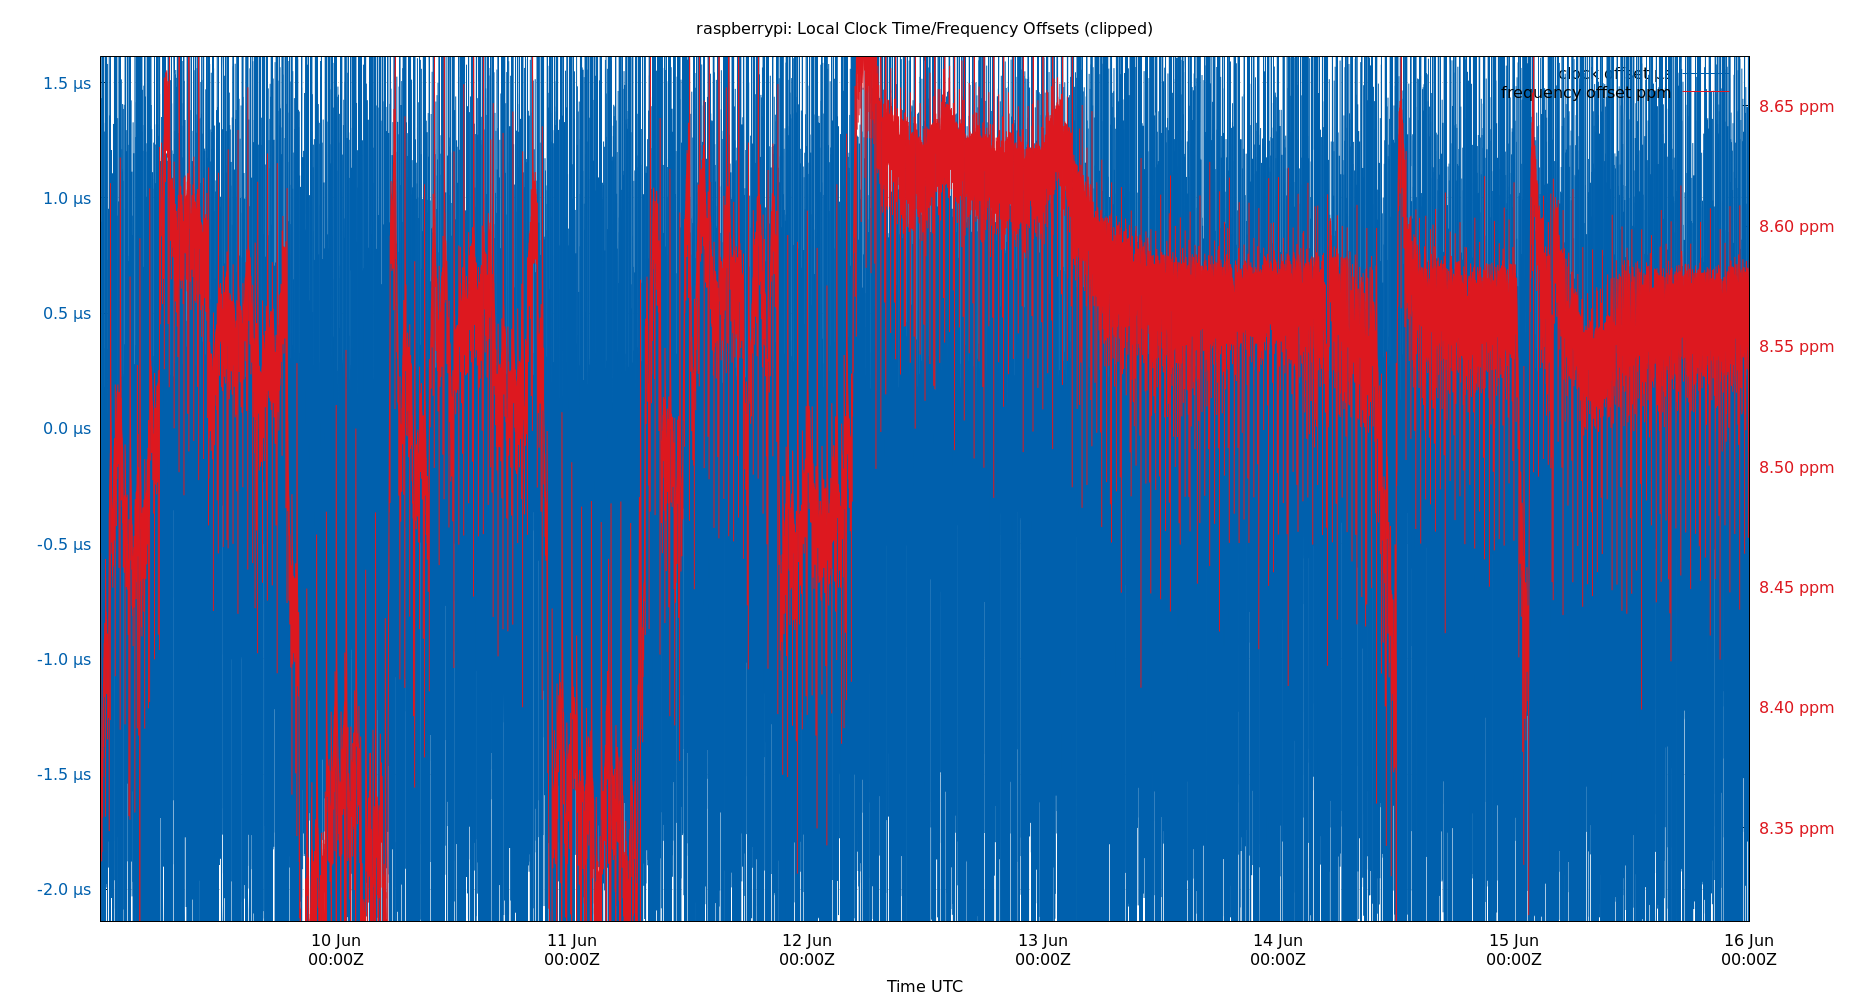 raspberrypi: Local Clock Time/Frequency Offsets (clipped)
clock offset µs
frequency offset ppm
1.5 µs
1.0 µs
0.5 µs
0.0 µs
-0.5 µs
-1.0 µs
-1.5 µs
-2.0 µs
8.65 ppm
8.60 ppm
8.55 ppm
8.50 ppm
8.45 ppm
8.40 ppm
8.35 ppm
10 Jun
00:00Z
11 Jun
00:00Z
12 Jun
00:00Z
13 Jun
00:00Z
14 Jun
00:00Z
15 Jun
00:00Z
16 Jun
00:00Z
Time UTC